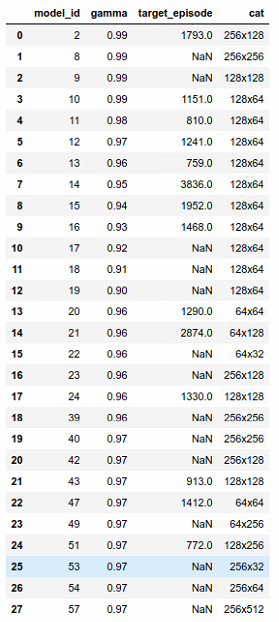 model_id gamma target_episode cat
0 2 0.99 1793.0 256x128
1 8 0.99 NaN 256x256
2 9 0.99 NaN 128x128
3 10 0.99 1151.0 128x64
4 11 0.98 810.0 128x64
5 12 0.97 1241.0 128x64
6 13 0.96 759.0 128x64
7 14 0.95 3836.0 128x64
8 15 0.94 1952.0 128x64
9 16 0.93 1468.0 128x64
10 17 0.92 NaN 128x64
11 18 0.91 NaN 128x64
12 19 0.90 NaN 128x64
13 20 0.96 1290.0 64x64
14 21 0.96 2874.0 64x128
15 22 0.96 NaN 64x32
16 23 0.96 NaN 256x128
17 24 0.96 1330.0 128x128
18 39 0.96 NaN 256x256
19 40 0.97 NaN 256x256
20 42 0.97 NaN 256x128
21 43 0.97 913.0 128x128
22 47 0.97 1412.0 64x64
23 49 0.97 NaN 64x256
24 51 0.97 772.0 128x256
25 53 0.97 NaN 256x32
26 54 0.97 NaN 256x64
27 57 0.97 NaN 256x512